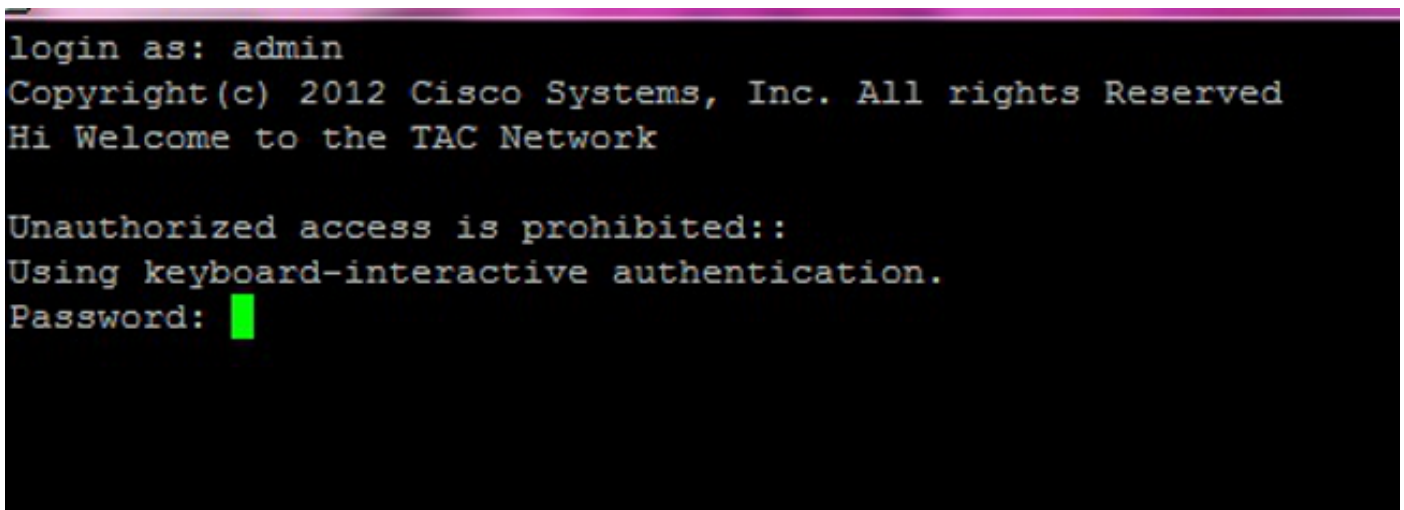 login as: admin
Copyright(c) 2012 Cisco Systems, Inc. All rights Reserved
Hi Welcome to the TAC Network
Unauthorized access is prohibited::
Using keyboard-interactive authentication.
Password: